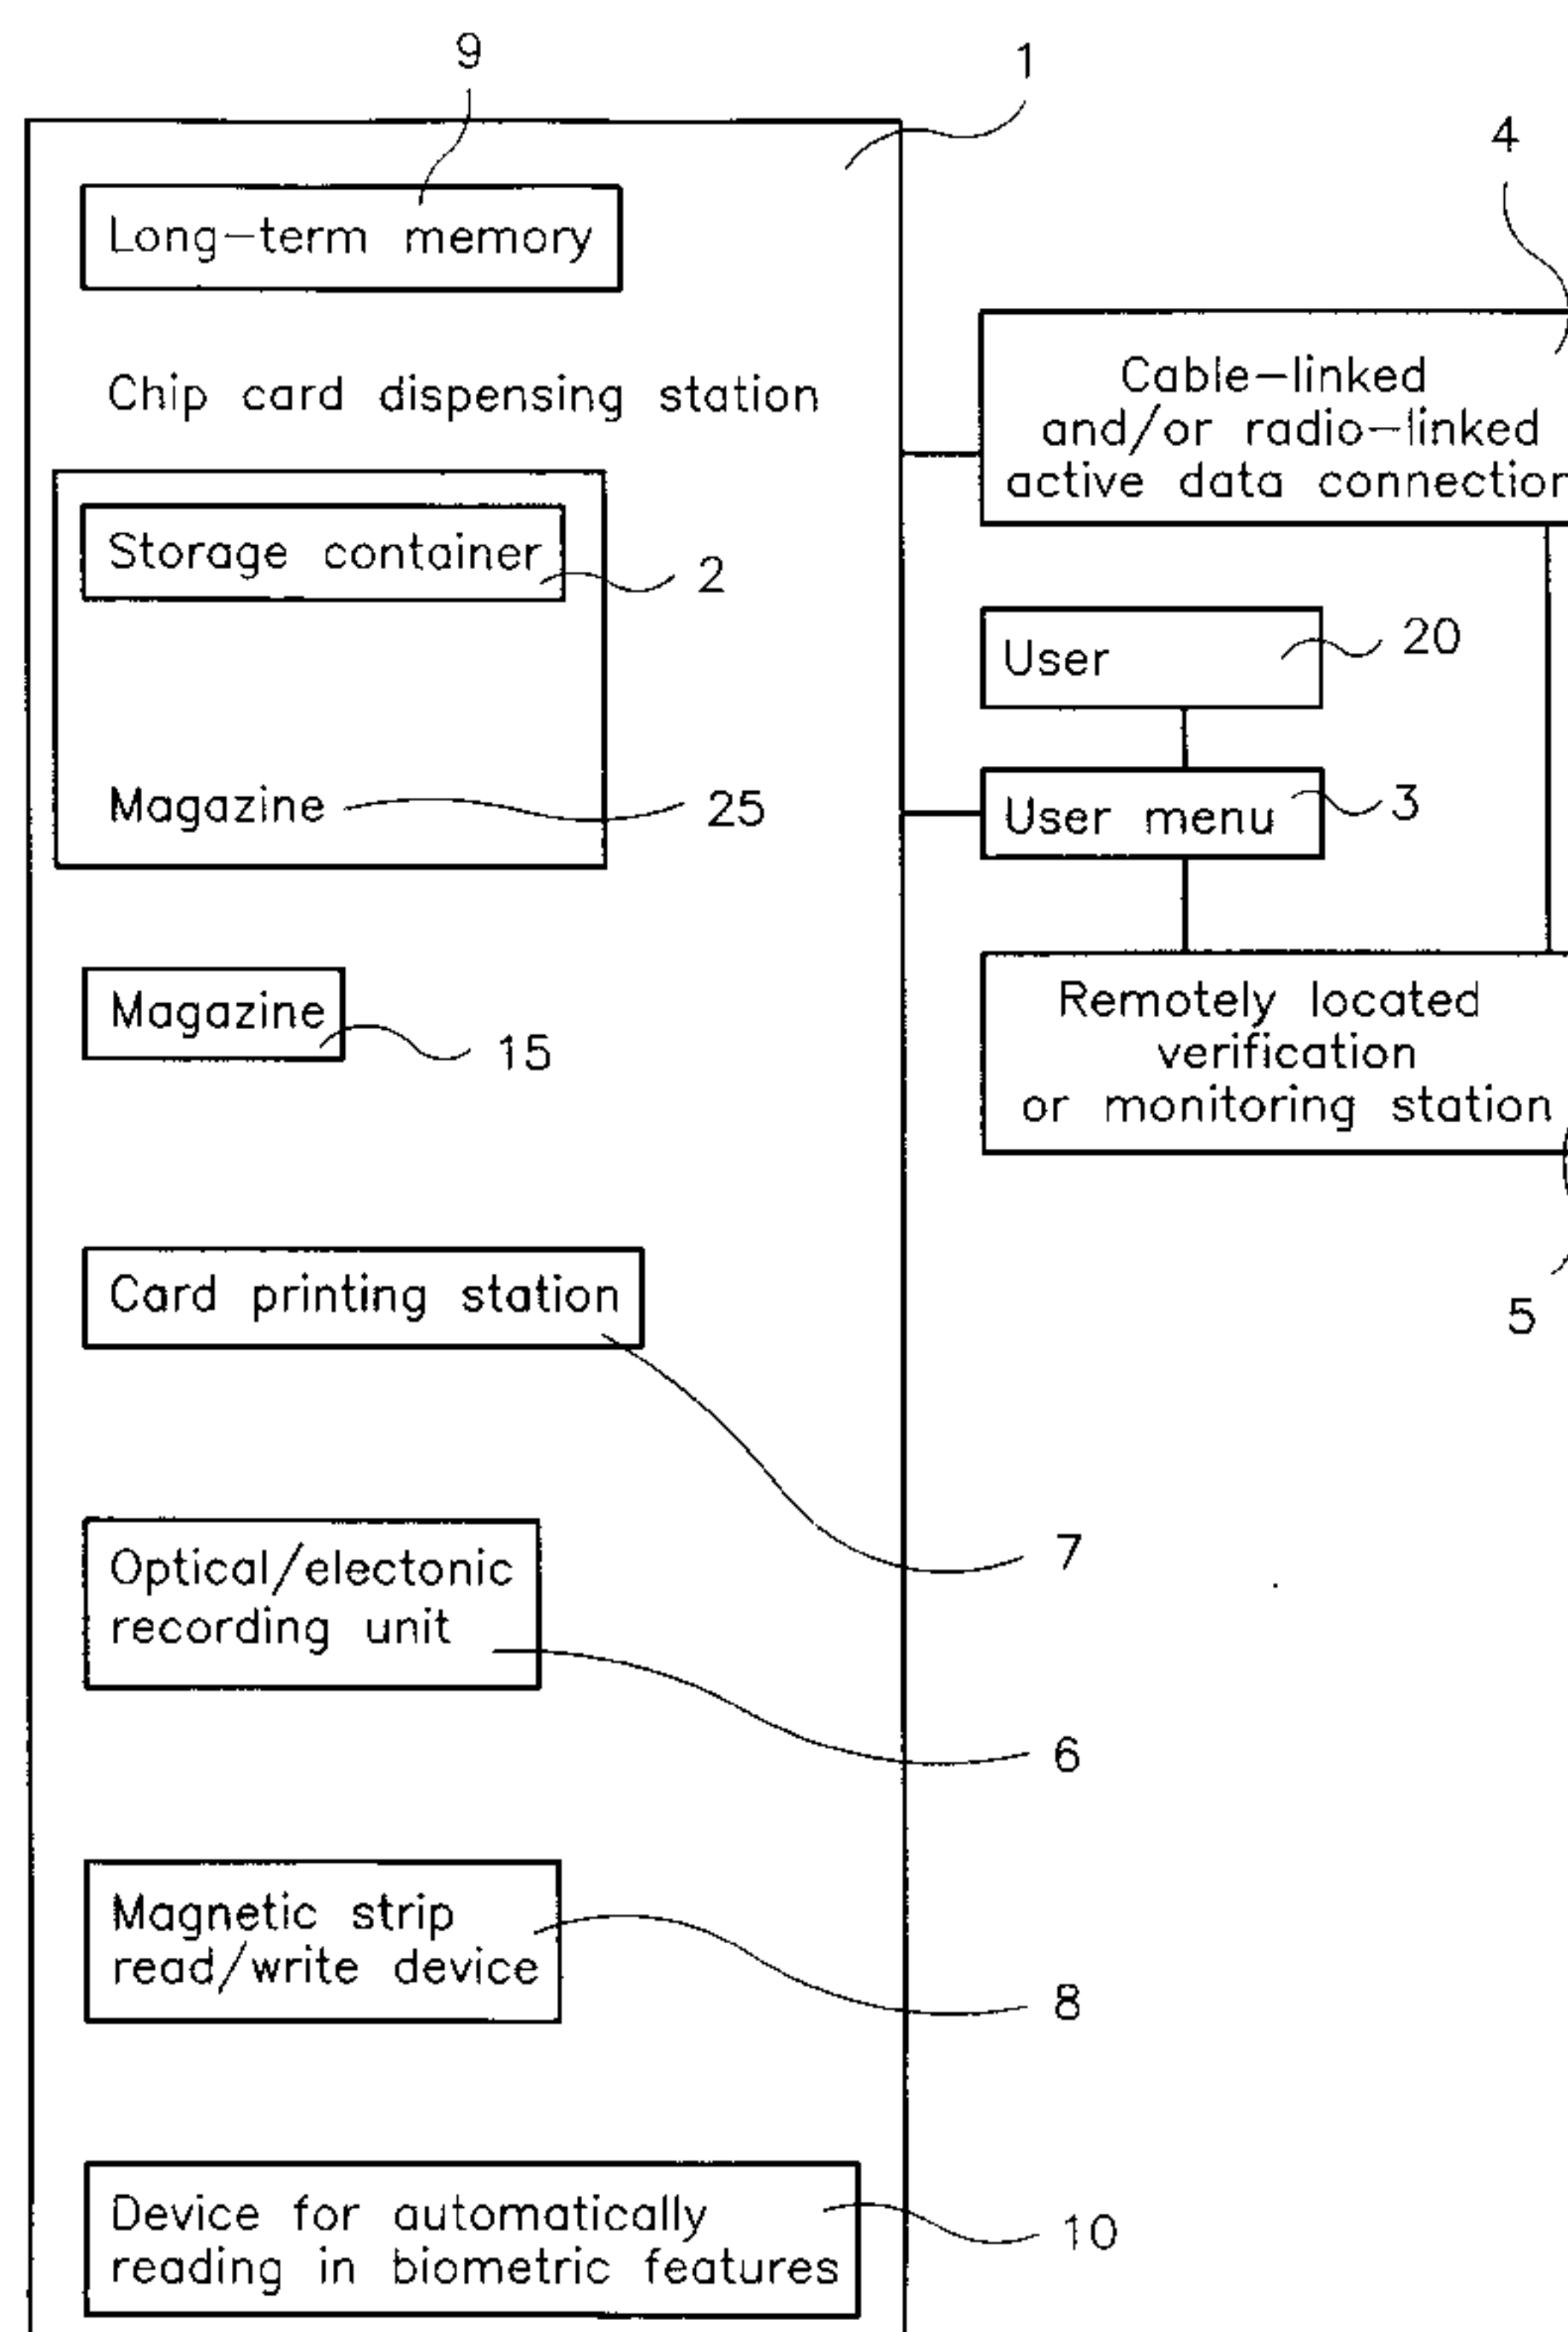 9
1
4
Long-term memory
Chip card dispensing station
Cable-linked
and/or radio-linked
active data connection
Storage container
2
User
20
Magazine
25
User menu
3
Magazine
15
Remotely located
verification
or monitoring station
Card printing station
5
7
Optical/electonic
recording unit
6
Magnetic strip
read/write device
8
Device for automatically
reading in biometric features
10